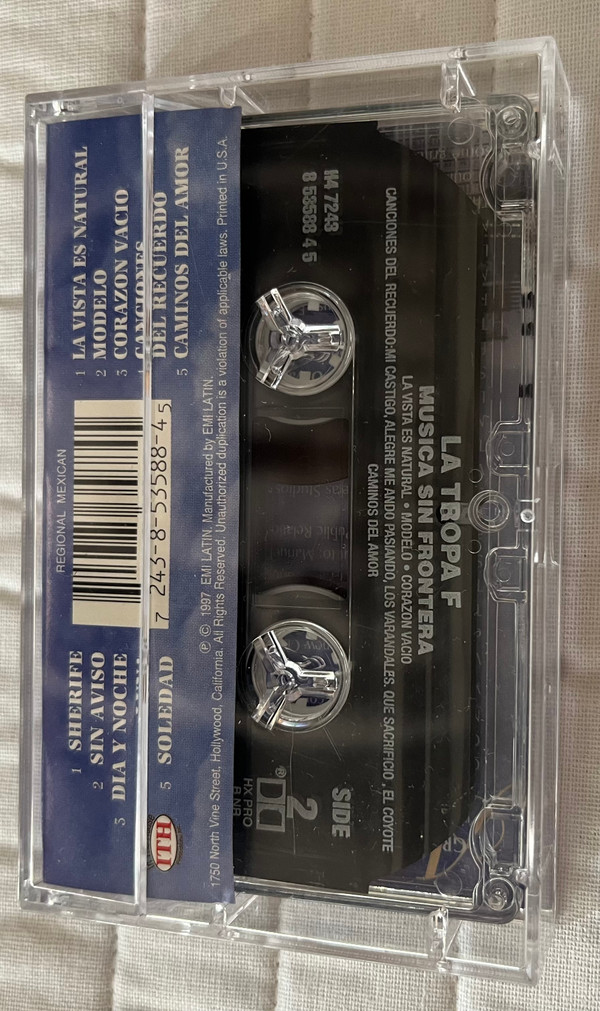 1 SHERIFE
2 SIN AVISO
3 DIA Y NOCHE
5 SOLEDAD
ITH
REGIONAL MEXICAN
7 243-8-53588-4 5
1 LA VISTA ES NATURAL
2 MODELO
3 CORAZON VACIO
4 CANCIONES
DEL RECUERDO
5 CAMINOS DEL AMOR
℗ © 1997 EMI LATIN. Manufactured by EMI LATIN.
1750 North Vine Street, Hollywood, California. All Rights Reserved. Unauthorized duplication is a violation of applicable laws. Printed in U.S.A.
LA TROPA F
MUSICA SIN FRONTERA
LA VISTA ES NATURAL • MODELO • CORAZON VACIO
CANCIONES DEL RECUERDO:MI CASTIGO, ALEGRE ME ANDO PASIANDO, LOS VARANDALES, QUE SACRIFICIO, EL COYOTE
CAMINOS DEL AMOR
H4 7243
8 53588 4 5
SIDE
2
®
HX PRO
B NR